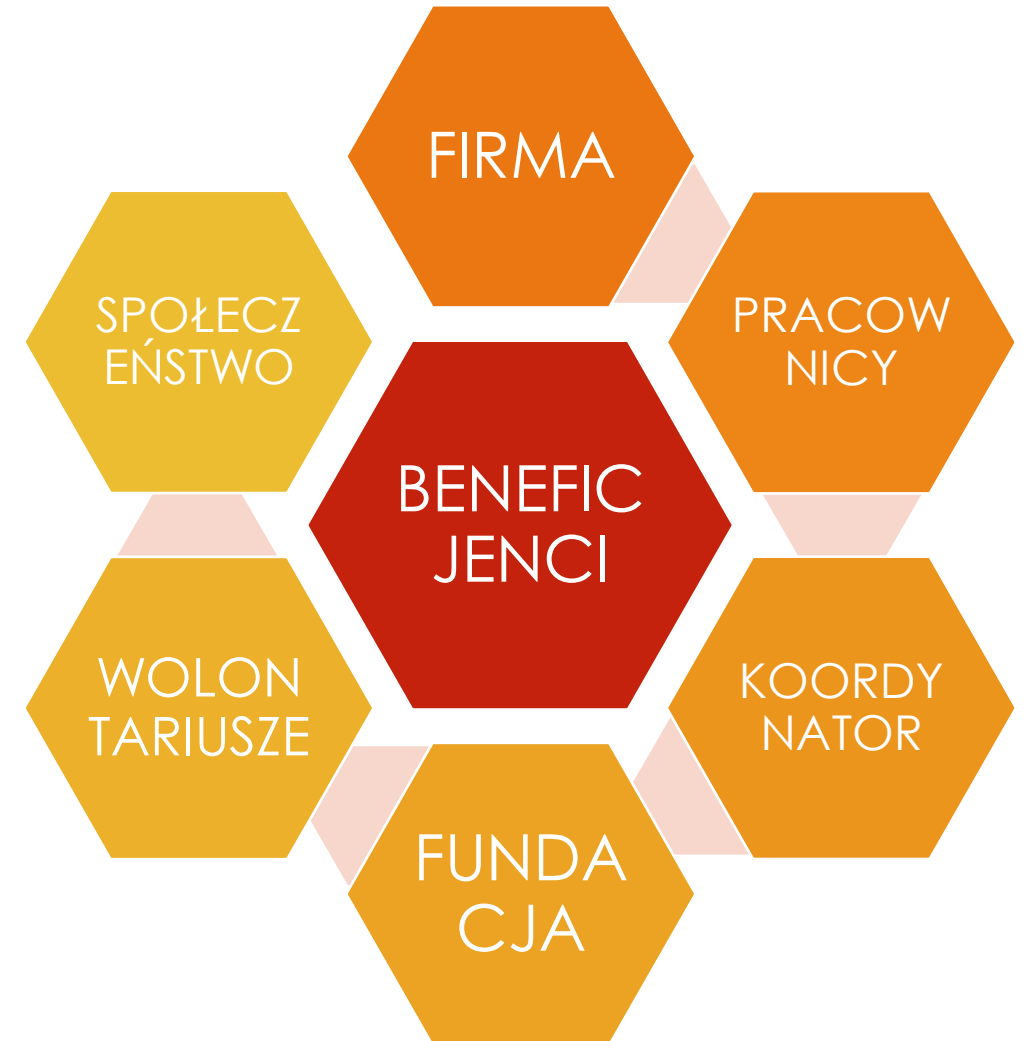 FIRMA
SPOŁECZ
EŃSTWO
PRACOW
NICY
BENEFIC
JENCI
WOLON
TARIUSZE
KOORDY
NATOR
FUNDA
CJA